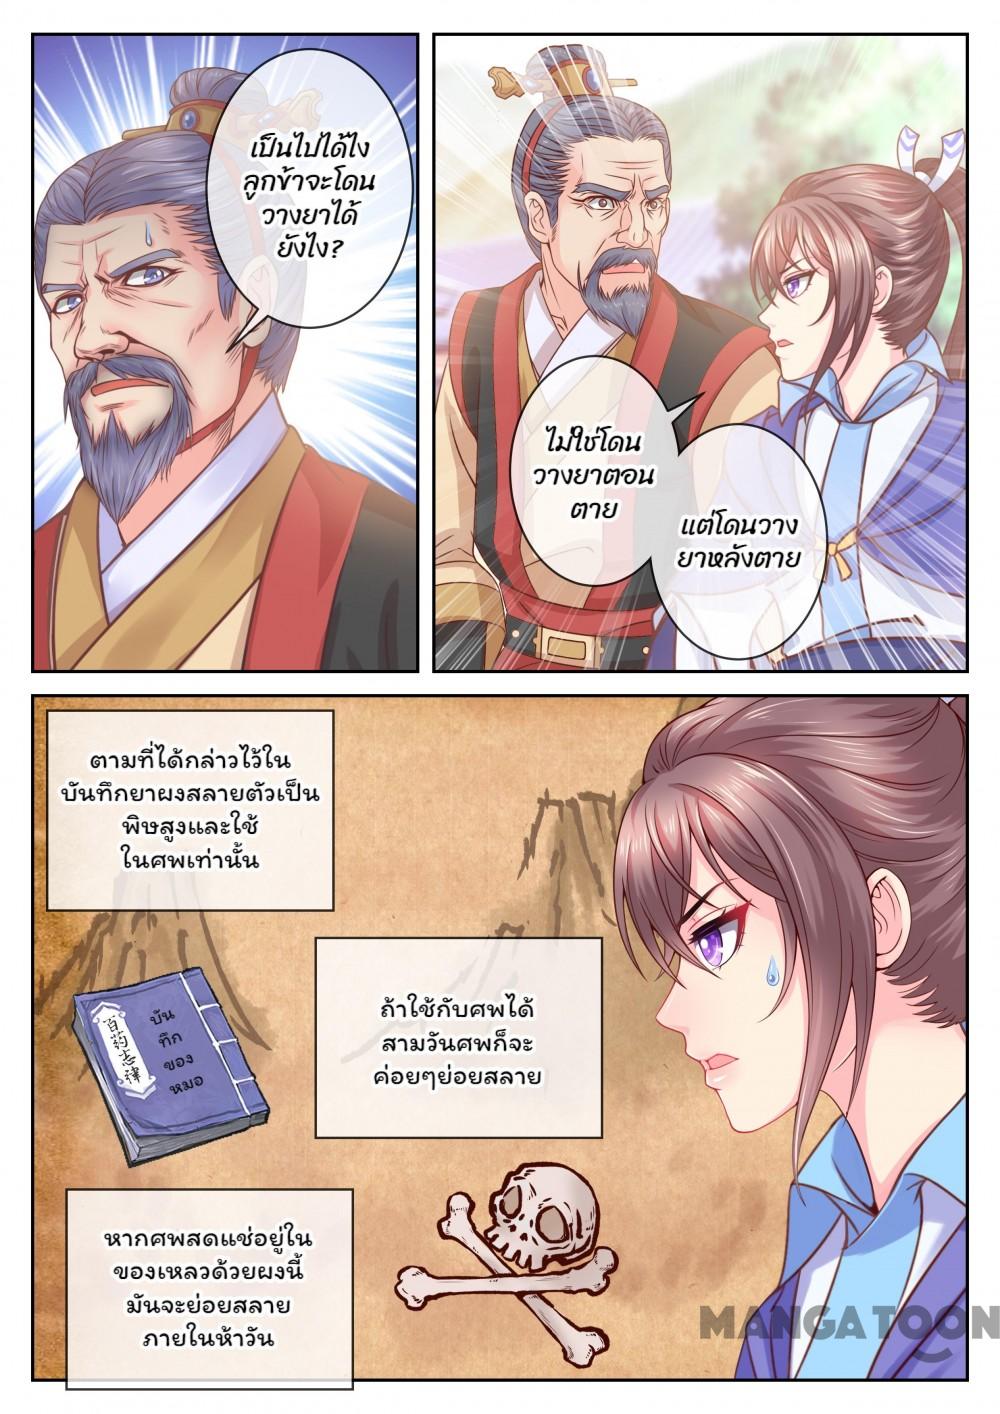 เป็นไปได้ไง
ลูกข้าจะโดน
วางยาได้
ยังไง?
ไม่ใช่โดน
วางยาตอน
ตาย
แต่โดนวาง
ยาหลังตาย
ตามที่ได้กล่าวไว้ใน
บันทึกยาผงสลายตัวเป็น
พิษสูงและใช้
ในศพเท่านั้น
百药志律
บัน
ทึก
ของ
หมอ
ถ้าใช้กับศพได้
สามวันศพก็จะ
ค่อยๆย่อยสลาย
หากศพสดแช่อยู่ใน
ของเหลวด้วยผงนี้
มันจะย่อยสลาย
ภายในห้าวัน
MANGATOON